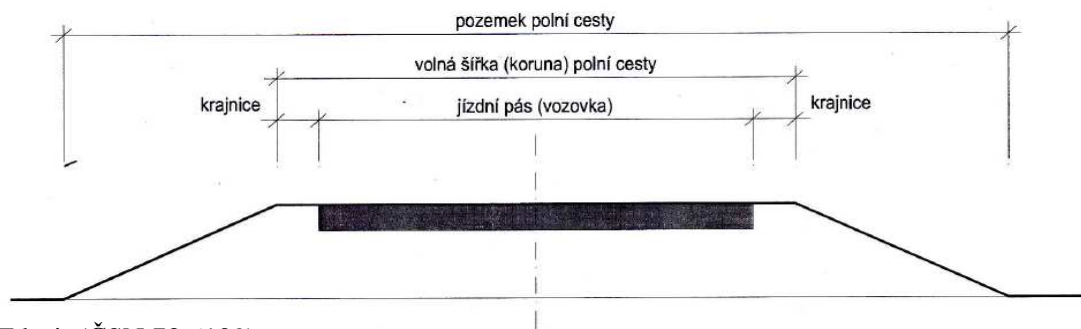 pozemek polní cesty
volná šířka (koruna) polní cesty
krajnice
jízdní pás (vozovka)
krajnice